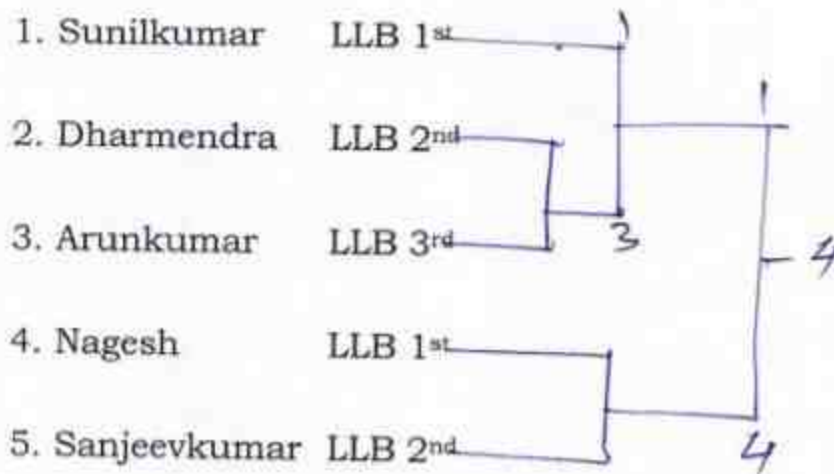 1
1. Sunilkumar LLB 1st
1
2. Dharmendra LLB 2nd
3. Arunkumar LLB 3rd
3
4
4. Nagesh LLB 1st
5. Sanjeevkumar LLB 2nd
4